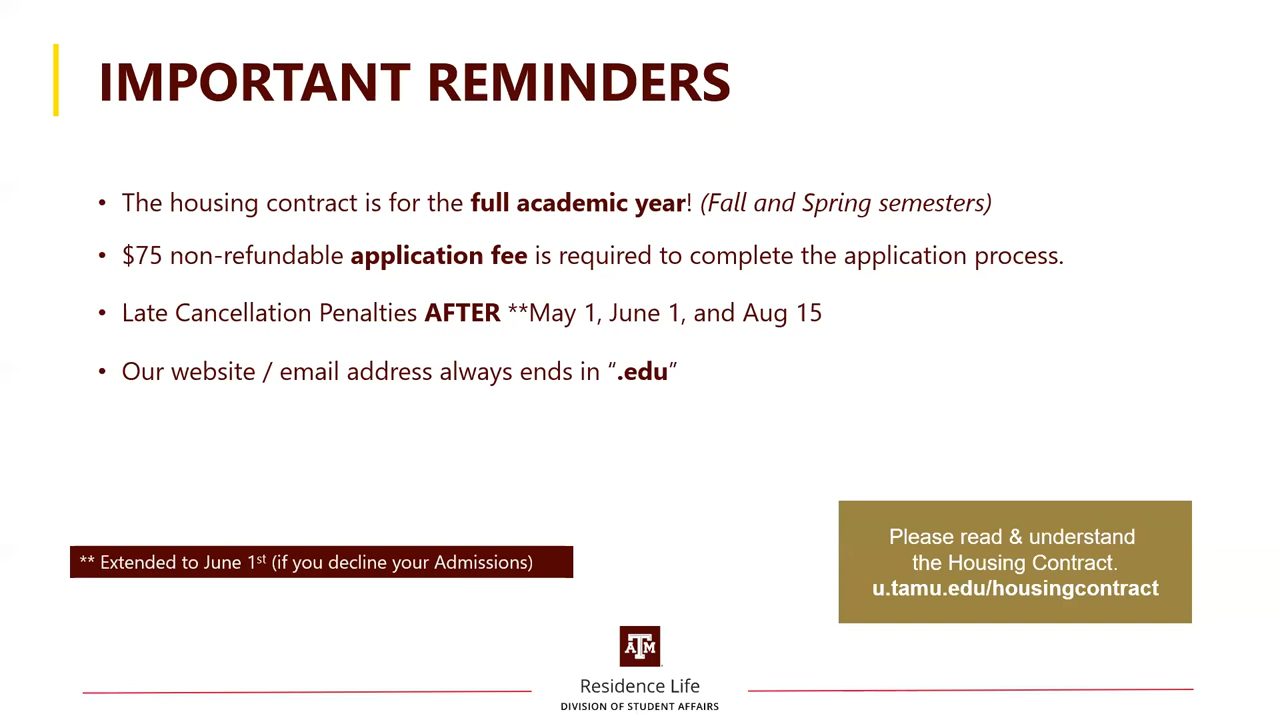 IMPORTANT REMINDERS
• The housing contract is for the full academic year! (Fall and Spring semesters)
• $75 non-refundable application fee is required to complete the application process.
• Late Cancellation Penalties AFTER **May 1, June 1, and Aug 15
• Our website / email address always ends in “.edu”
** Extended to June 1st (if you decline your Admissions)
Please read & understand
the Housing Contract.
u.tamu.edu/housingcontract
ATM
Residence Life
DIVISION OF STUDENT AFFAIRS